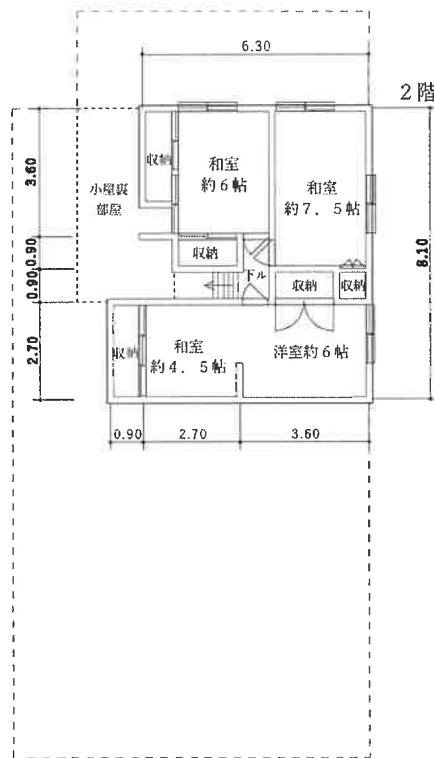 6.30
2階
3.60
0.90
0.90
2.70
収納
和室
約6帖
和室
約7.5帖
小屋裏
部屋
収納
下ル
収納
収納
8.10
収納
和室
約4.5帖
洋室約6帖
0.90
2.70
3.60